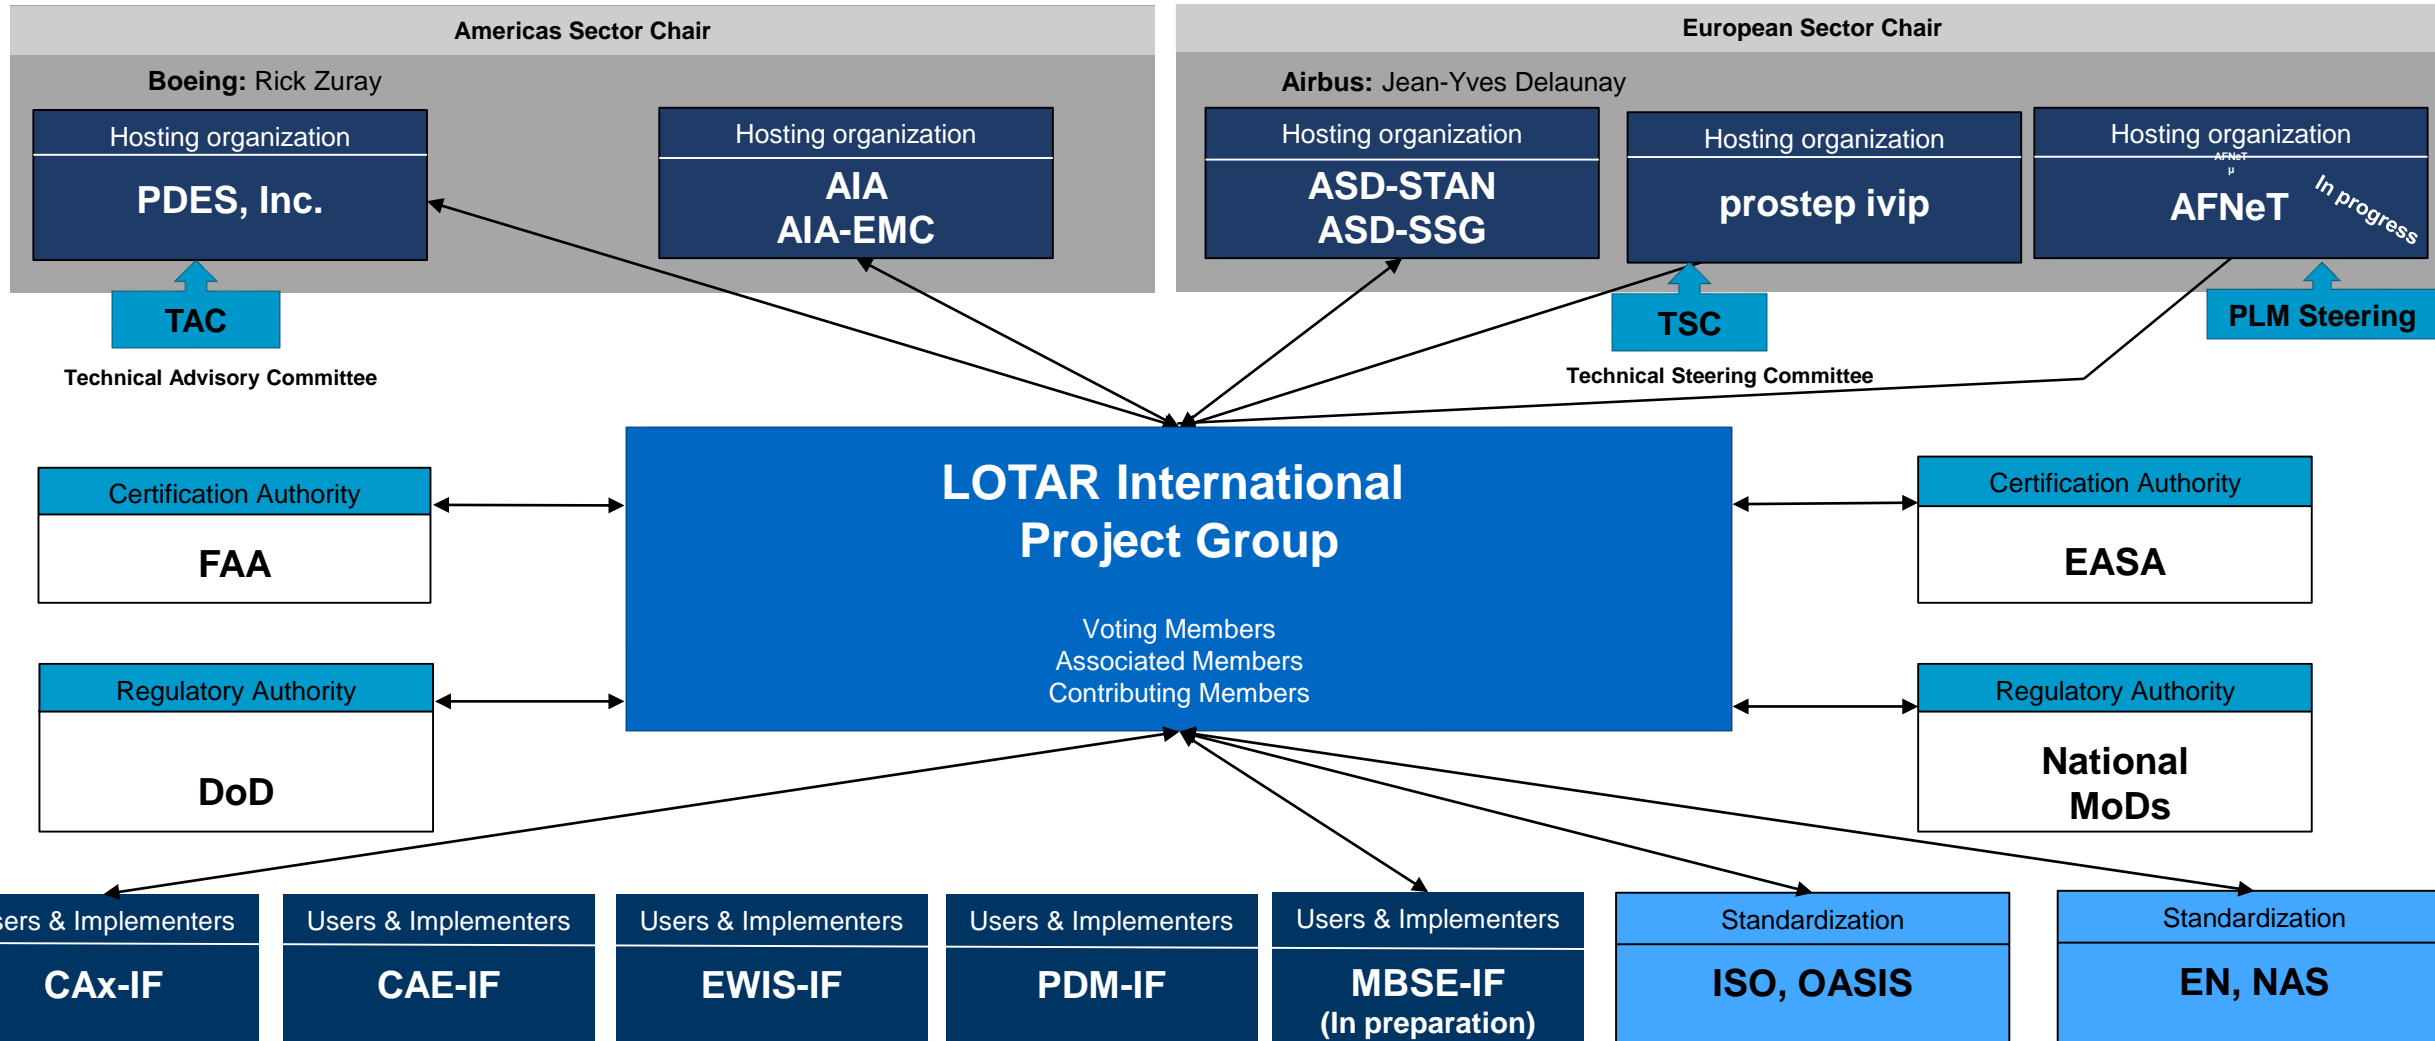 Americas Sector Chair
European Sector Chair
Boeing: Rick Zuray
Airbus: Jean-Yves Delaunay
Hosting organization
PDES, Inc.
Hosting organization
AIA
AIA-EMC
Hosting organization
ASD-STAN
ASD-SSG
Hosting organization
prostep ivip
Hosting organization
AFNeT
μ
AFNeT
In progress
TAC
Technical Advisory Committee
TSC
Technical Steering Committee
PLM Steering
LOTAR International
Project Group
Voting Members
Associated Members
Contributing Members
Certification Authority
FAA
Certification Authority
EASA
Regulatory Authority
DoD
Regulatory Authority
National
MoDs
sers & Implementers
CAx-IF
Users & Implementers
CAE-IF
Users & Implementers
EWIS-IF
Users & Implementers
PDM-IF
Users & Implementers
MBSE-IF
(In preparation)
Standardization
ISO, OASIS
Standardization
EN, NAS